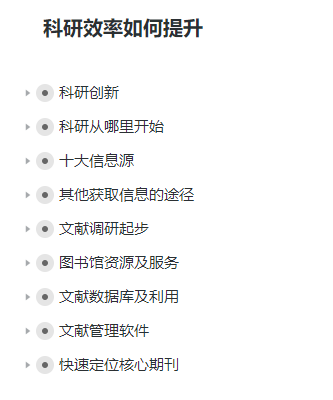 科研效率如何提升
科研创新
科研从哪里开始
十大信息源
其他获取信息的途径
文献调研起步
图书馆资源及服务
文献数据库及利用
文献管理软件
快速定位核心期刊